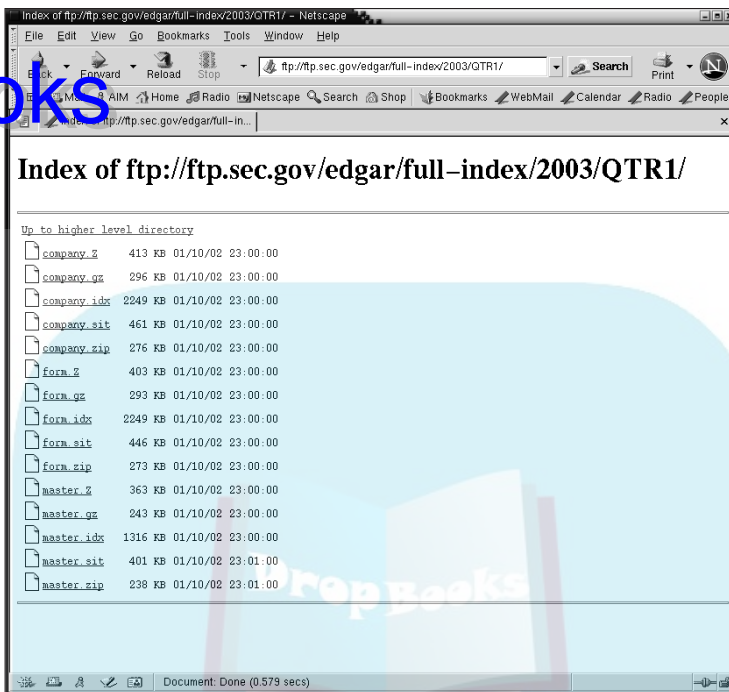 Index of ftp://ftp.sec.gov/edgar/full-index/2003/QTR1/ - Netscape
File Edit View Go Bookmarks Tools Window Help
Back Forward Reload Stop ftp://ftp.sec.gov/edgar/full-index/2003/QTR1/ Search Print N
oks
AIM Home Radio Netscape Search Shop Bookmarks WebMail Calendar Radio People
ftp://ftp.sec.gov/edgar/full-in...
Index of ftp://ftp.sec.gov/edgar/full-index/2003/QTR1/
Up to higher level directory
company.Z 413 KB 01/10/02 23:00:00
company.gz 296 KB 01/10/02 23:00:00
company.idx 2249 KB 01/10/02 23:00:00
company.sit 461 KB 01/10/02 23:00:00
company.zip 276 KB 01/10/02 23:00:00
form.Z 403 KB 01/10/02 23:00:00
form.gz 293 KB 01/10/02 23:00:00
form.idx 2249 KB 01/10/02 23:00:00
form.sit 446 KB 01/10/02 23:00:00
form.zip 273 KB 01/10/02 23:00:00
master.Z 363 KB 01/10/02 23:00:00
master.gz 243 KB 01/10/02 23:00:00
master.idx 1316 KB 01/10/02 23:00:00
master.sit 401 KB 01/10/02 23:01:00
master.zip 238 KB 01/10/02 23:01:00
DropBooks
Document: Done (0.579 secs)